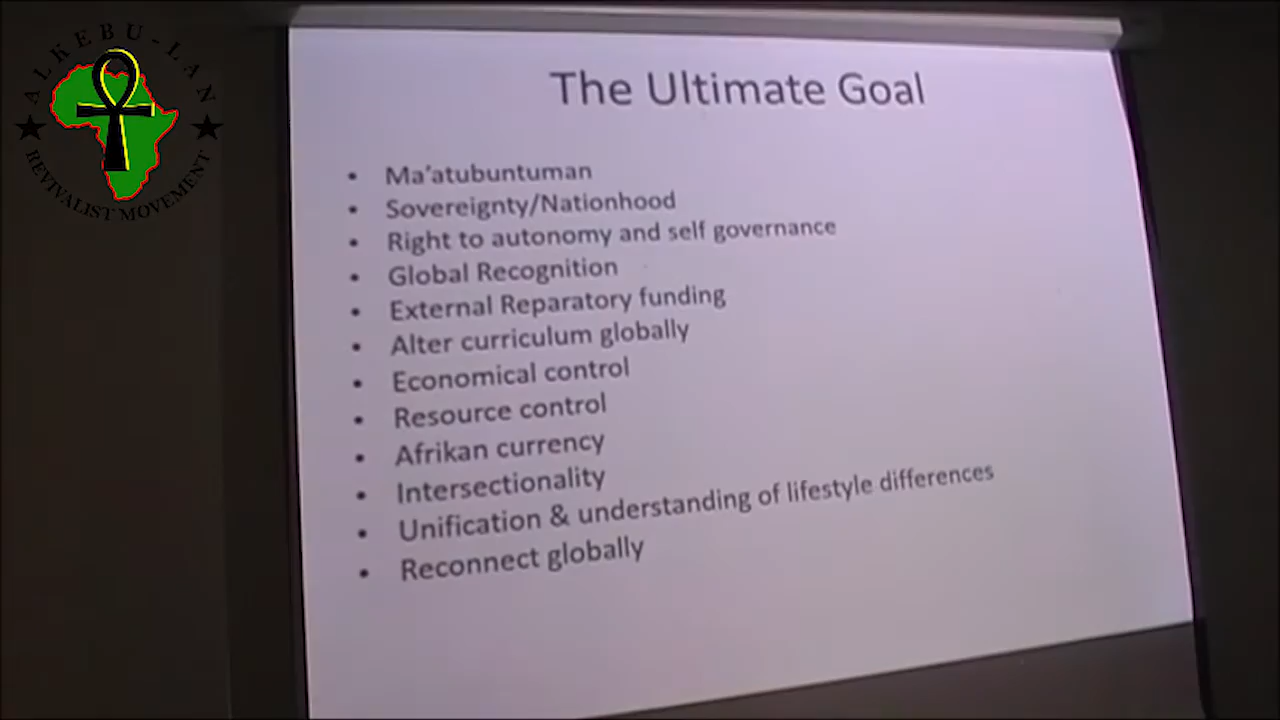 ALKEBU-LAN
REVIVALIST MOVEMENT
The Ultimate Goal
• Ma'atubuntuman
• Sovereignty/Nationhood
• Right to autonomy and self governance
• Global Recognition
• External Reparatory funding
• Alter curriculum globally
• Economical control
• Resource control
• Afrikan currency
• Intersectionality
• Unification & understanding of lifestyle differences
• Reconnect globally